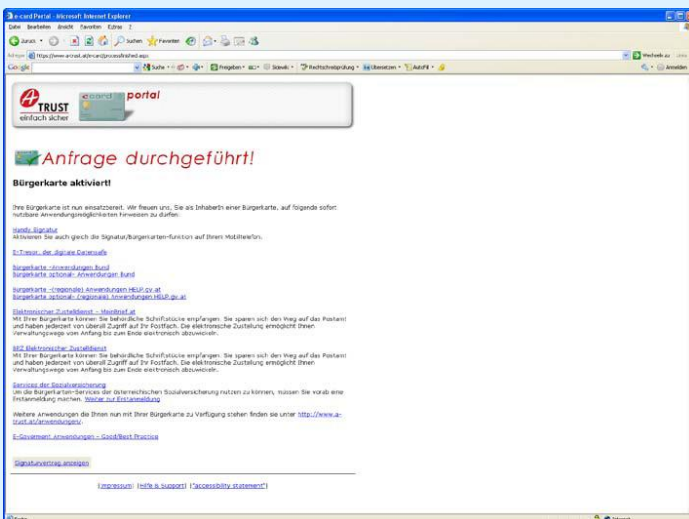 e-card Portal - Microsoft Internet Explorer
Datei Bearbeiten Ansicht Favoriten Extras ?
Zurück Suchen Favoriten
https://www.a-trust.at/e-card/processfinished.aspx
Wechseln zu
Google Suche Freigeben Sidewiki Rechtschreibprüfung Übersetzen AutoFill Anmelden
A TRUST
einfach sicher
ecard portal
Anfrage durchgeführt!
Bürgerkarte aktiviert!
Ihre Bürgerkarte ist nun einsatzbereit. Wir freuen uns, Sie als InhaberIn einer Bürgerkarte, auf folgende sofort
nutzbare Anwendungsmöglichkeiten hinweisen zu dürfen.
Handy Signatur
Aktivieren Sie auch gleich die Signatur/Bürgerkarten-funktion auf Ihrem Mobiltelefon.
E-Tresor, der digitale Datensafe
Bürgerkarte -Anwendungen Bund
Bürgerkarte optional- Anwendungen Bund
Bürgerkarte -(regionale) Anwendungen HELP.gv.at
Bürgerkarte optional- (regionale) Anwendungen HELP.gv.at
Elektronischer Zustelldienst - MeinBrief.at
Mit Ihrer Bürgerkarte können Sie behördliche Schriftstücke empfangen. Sie sparen sich den Weg auf das Postamt
und haben jederzeit von überall Zugriff auf Ihr Postfach. Die elektronische Zustellung ermöglicht Ihnen
Verwaltungswege vom Anfang bis zum Ende elektronisch abzuwickeln.
BRZ Elektronischer Zustelldienst
Mit Ihrer Bürgerkarte können Sie behördliche Schriftstücke empfangen. Sie sparen sich den Weg auf das Postamt
und haben jederzeit von überall Zugriff auf Ihr Postfach. Die elektronische Zustellung ermöglicht Ihnen
Verwaltungswege vom Anfang bis zum Ende elektronisch abzuwickeln.
Services der Sozialversicherung
Um die Bürgerkarten-Services der österreichischen Sozialversicherung nutzen zu können, müssen Sie vorab eine
Erstanmeldung machen. Weiter zur Erstanmeldung
Weitere Anwendungen die Ihnen nun mit Ihrer Bürgerkarte zu Verfügung stehen finden sie unter http://www.a-
trust.at/anwendungen/.
E-Goverment Anwendungen - Good/Best Practice
Signaturvertrag anzeigen
[Impressum] [Hilfe & Support] ["accessibility statement"]
Internet